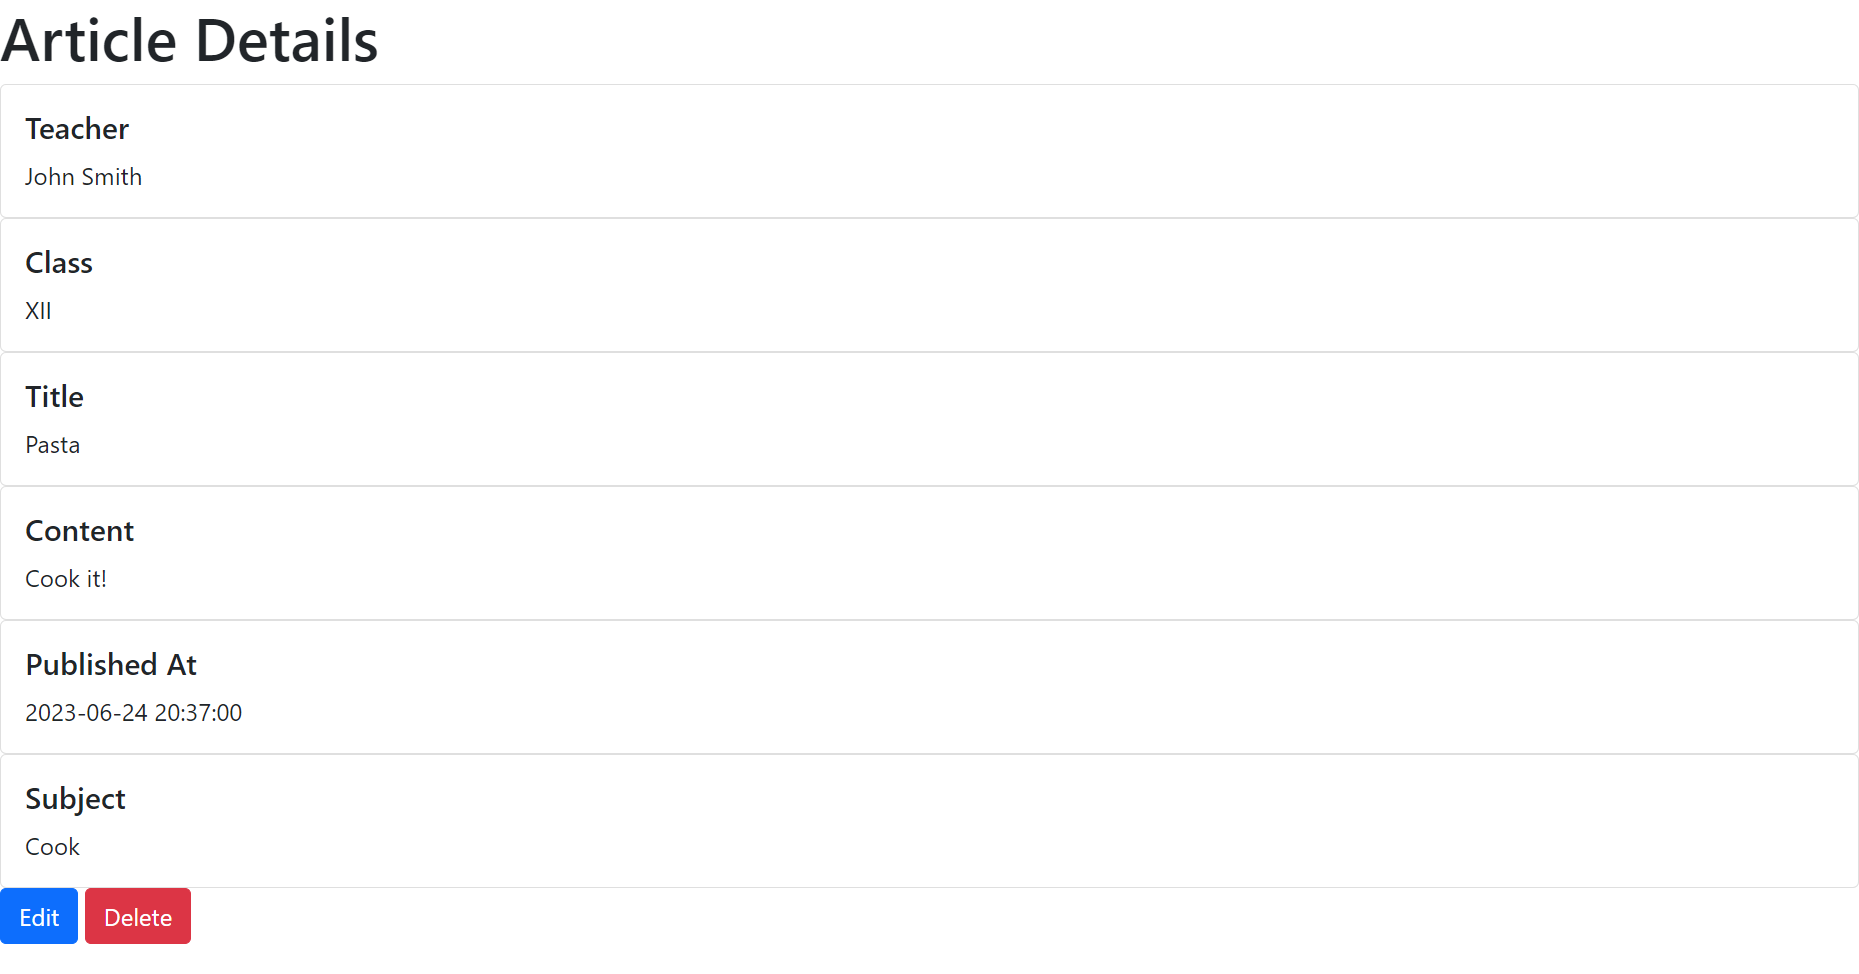 Article Details
Teacher
John Smith
Class
XII
Title
Pasta
Content
Cook it!
Published At
2023-06-24 20:37:00
Subject
Cook
Edit Delete